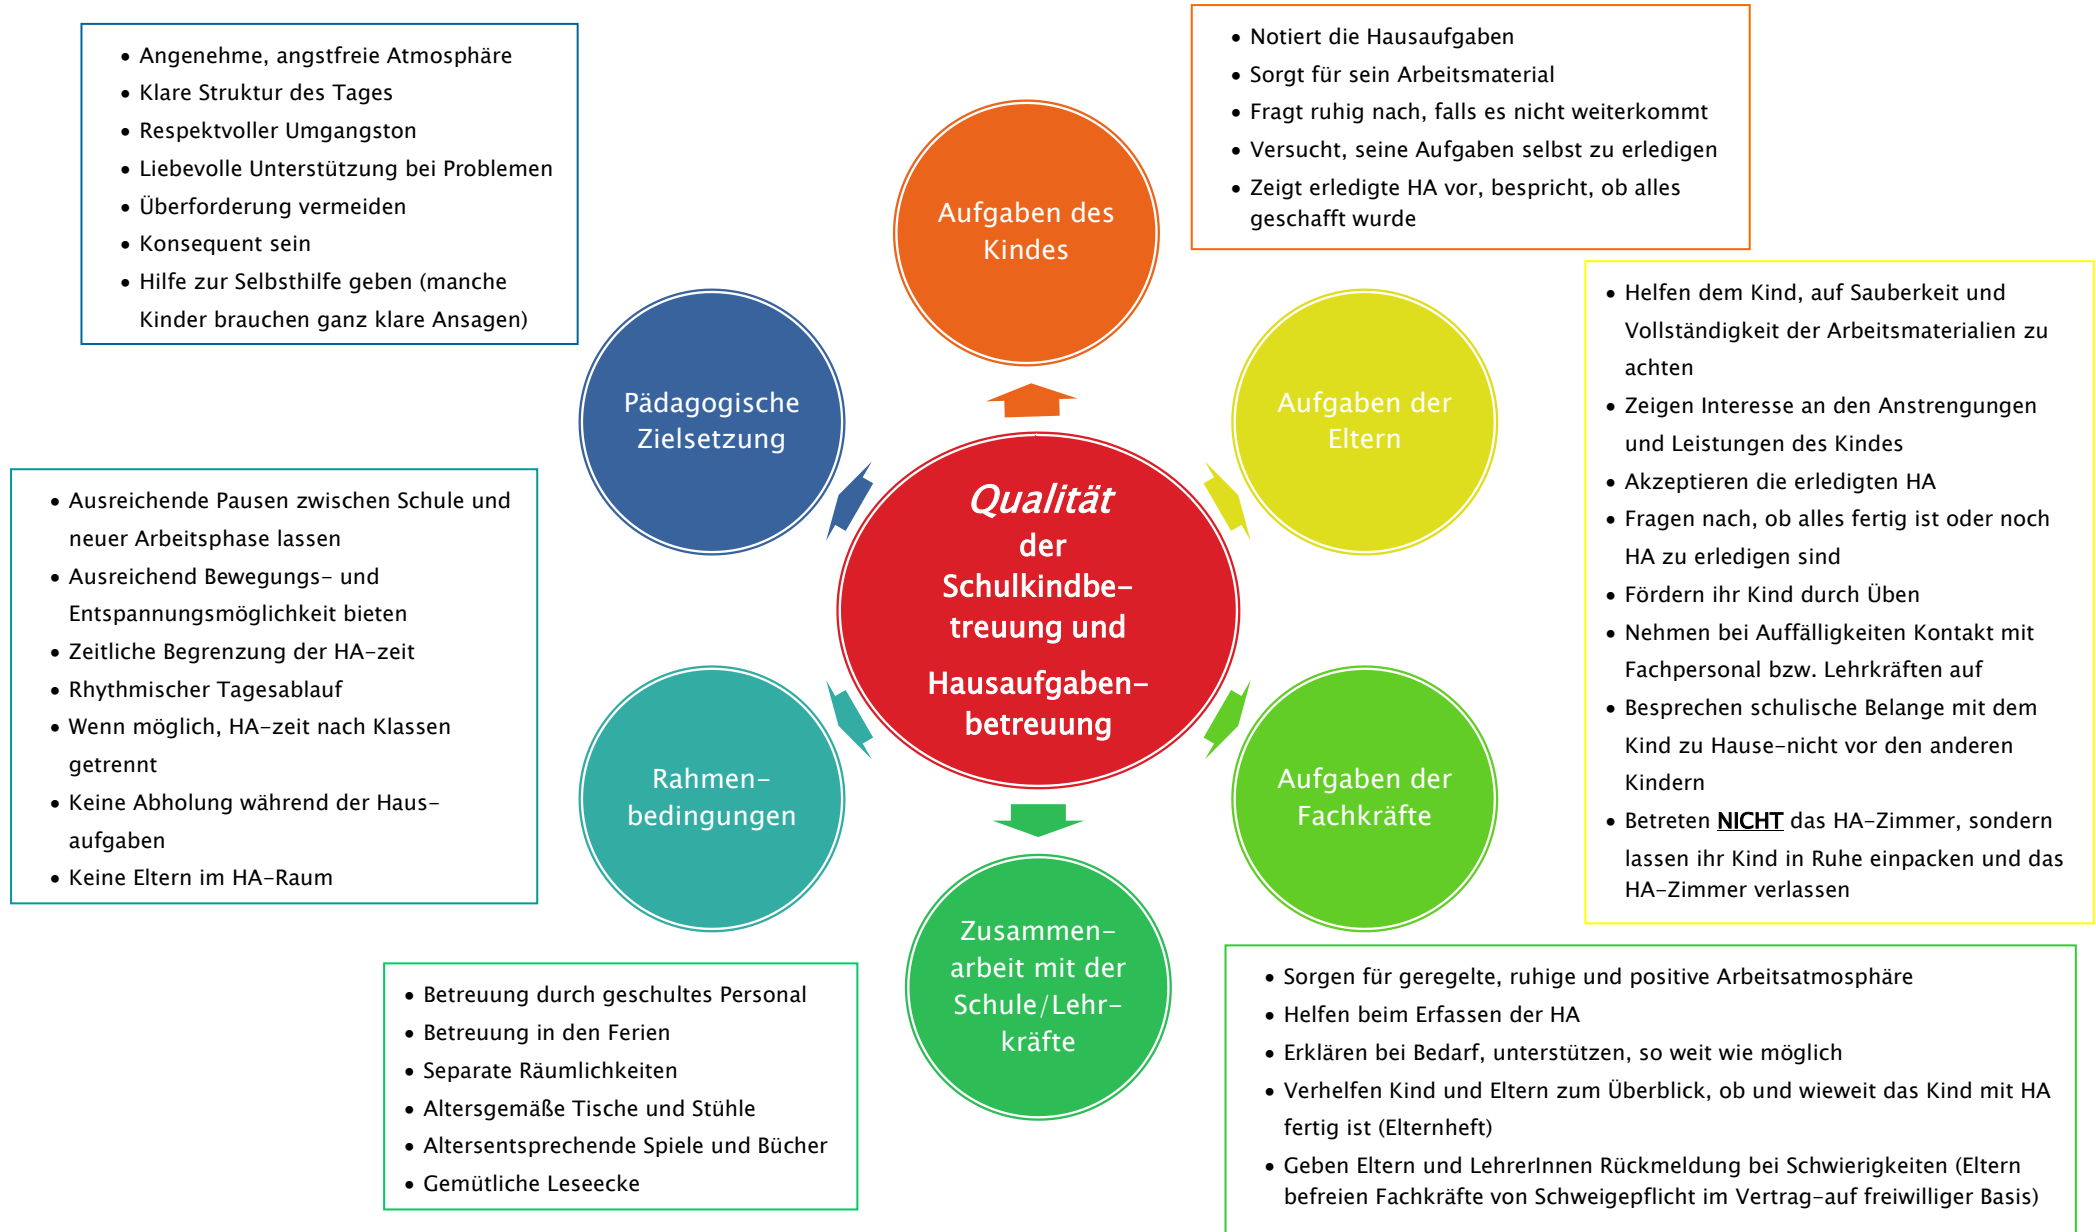 • Angenehme, angstfreie Atmosphäre
• Klare Struktur des Tages
• Respektvoller Umgangston
• Liebevolle Unterstützung bei Problemen
• Überforderung vermeiden
• Konsequent sein
• Hilfe zur Selbsthilfe geben (manche
Kinder brauchen ganz klare Ansagen)
• Notiert die Hausaufgaben
• Sorgt für sein Arbeitsmaterial
• Fragt ruhig nach, falls es nicht weiterkommt
• Versucht, seine Aufgaben selbst zu erledigen
• Zeigt erledigte HA vor, bespricht, ob alles
geschafft wurde
Aufgaben des
Kindes
Pädagogische
Zielsetzung
Aufgaben der
Eltern
• Helfen dem Kind, auf Sauberkeit und
Vollständigkeit der Arbeitsmaterialien zu
achten
• Zeigen Interesse an den Anstrengungen
und Leistungen des Kindes
• Akzeptieren die erledigten HA
• Fragen nach, ob alles fertig ist oder noch
HA zu erledigen sind
• Fördern ihr Kind durch Üben
• Nehmen bei Auffälligkeiten Kontakt mit
Fachpersonal bzw. Lehrkräften auf
• Besprechen schulische Belange mit dem
Kind zu Hause-nicht vor den anderen
Kindern
• Betreten NICHT das HA-Zimmer, sondern
lassen ihr Kind in Ruhe einpacken und das
HA-Zimmer verlassen
Qualität
der
Schulkindbe-
treuung und
Hausaufgaben-
betreuung
• Ausreichende Pausen zwischen Schule und
neuer Arbeitsphase lassen
• Ausreichend Bewegungs- und
Entspannungsmöglichkeit bieten
• Zeitliche Begrenzung der HA-zeit
• Rhythmischer Tagesablauf
• Wenn möglich, HA-zeit nach Klassen
getrennt
• Keine Abholung während der Haus-
aufgaben
• Keine Eltern im HA-Raum
Rahmen-
bedingungen
Aufgaben der
Fachkräfte
Zusammen-
arbeit mit der
Schule/Lehr-
kräfte
• Betreuung durch geschultes Personal
• Betreuung in den Ferien
• Separate Räumlichkeiten
• Altersgemäße Tische und Stühle
• Altersentsprechende Spiele und Bücher
• Gemütliche Leseecke
• Sorgen für geregelte, ruhige und positive Arbeitsatmosphäre
• Helfen beim Erfassen der HA
• Erklären bei Bedarf, unterstützen, so weit wie möglich
• Verhelfen Kind und Eltern zum Überblick, ob und wieweit das Kind mit HA
fertig ist (Elternheft)
• Geben Eltern und LehrerInnen Rückmeldung bei Schwierigkeiten (Eltern
befreien Fachkräfte von Schweigepflicht im Vertrag-auf freiwilliger Basis)